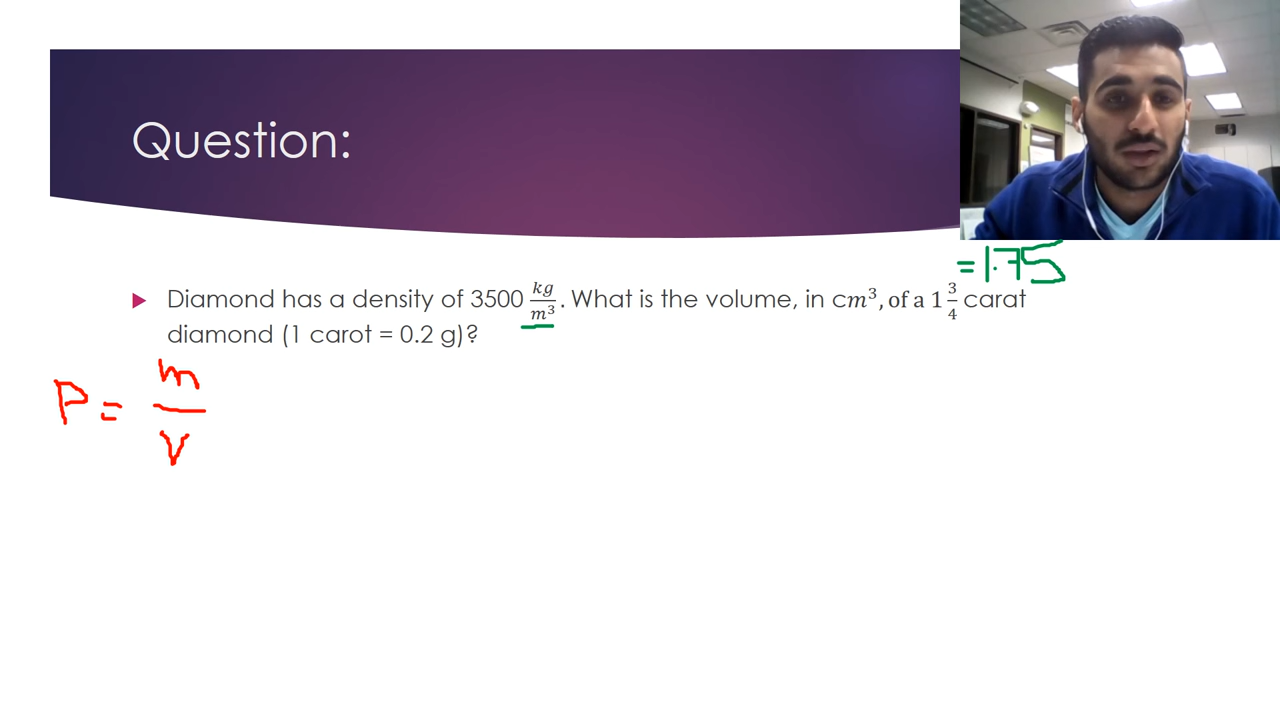 Question:
= 1.75
Diamond has a density of 3500 kg/m³. What is the volume, in cm³, of a 1 3/4 carat
diamond (1 carot = 0.2 g)?
P = m/v